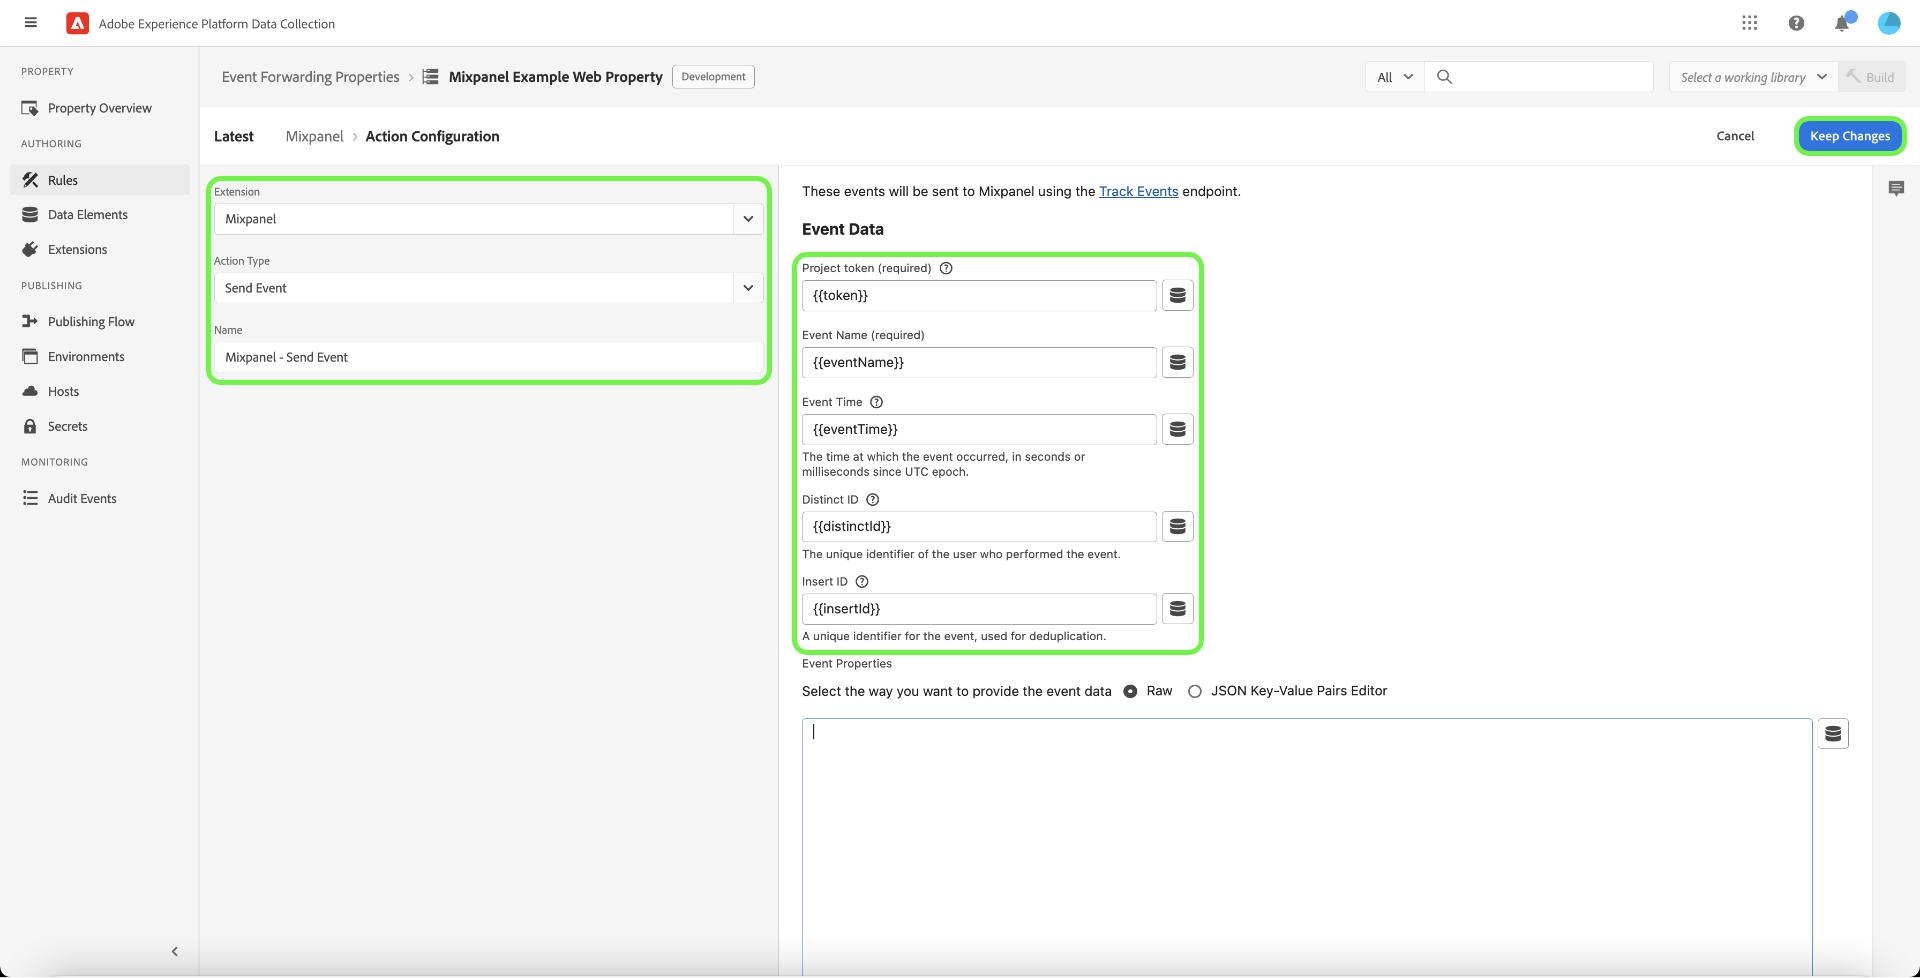 Adobe Experience Platform Data Collection
PROPERTY
Property Overview
AUTHORING
Rules
Data Elements
Extensions
PUBLISHING
Publishing Flow
Environments
Hosts
Secrets
MONITORING
Audit Events
Event Forwarding Properties > Mixpanel Example Web Property Development
All
Select a working library
Build
Latest Mixpanel > Action Configuration
Cancel
Keep Changes
Extension
Mixpanel
Action Type
Send Event
Name
Mixpanel - Send Event
These events will be sent to Mixpanel using the Track Events endpoint.
Event Data
Project token (required)
{{token}}
Event Name (required)
{{eventName}}
Event Time
{{eventTime}}
The time at which the event occurred, in seconds or
milliseconds since UTC epoch.
Distinct ID
{{distinctId}}
The unique identifier of the user who performed the event.
Insert ID
{{insertId}}
A unique identifier for the event, used for deduplication.
Event Properties
Select the way you want to provide the event data Raw JSON Key-Value Pairs Editor